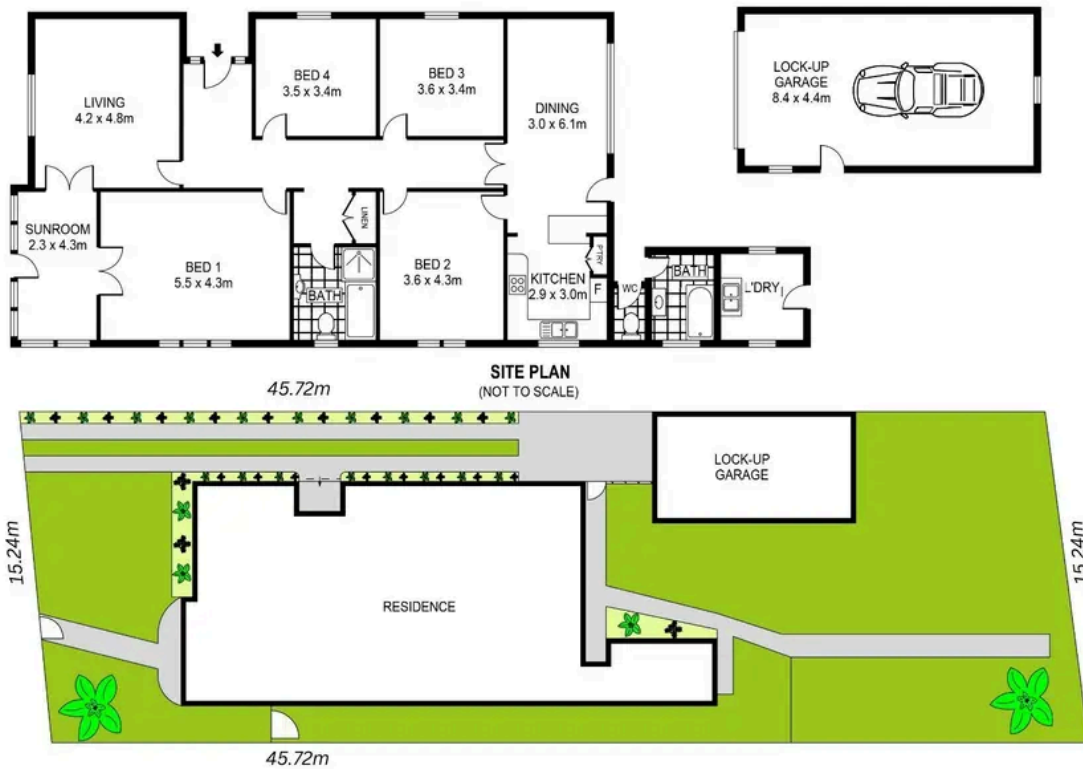 LIVING
4.2 x 4.8m
BED 4
3.5 x 3.4m
BED 3
3.6 x 3.4m
DINING
3.0 x 6.1m
LOCK-UP
GARAGE
8.4 x 4.4m
SUNROOM
2.3 x 4.3m
BED 1
5.5 x 4.3m
LINEN
BATH
BED 2
3.6 x 4.3m
PTRY
KITCHEN
2.9 x 3.0m
F
WC
BATH
L'DRY
SITE PLAN
(NOT TO SCALE)
45.72m
15.24m
LOCK-UP
GARAGE
RESIDENCE
15.24m
45.72m